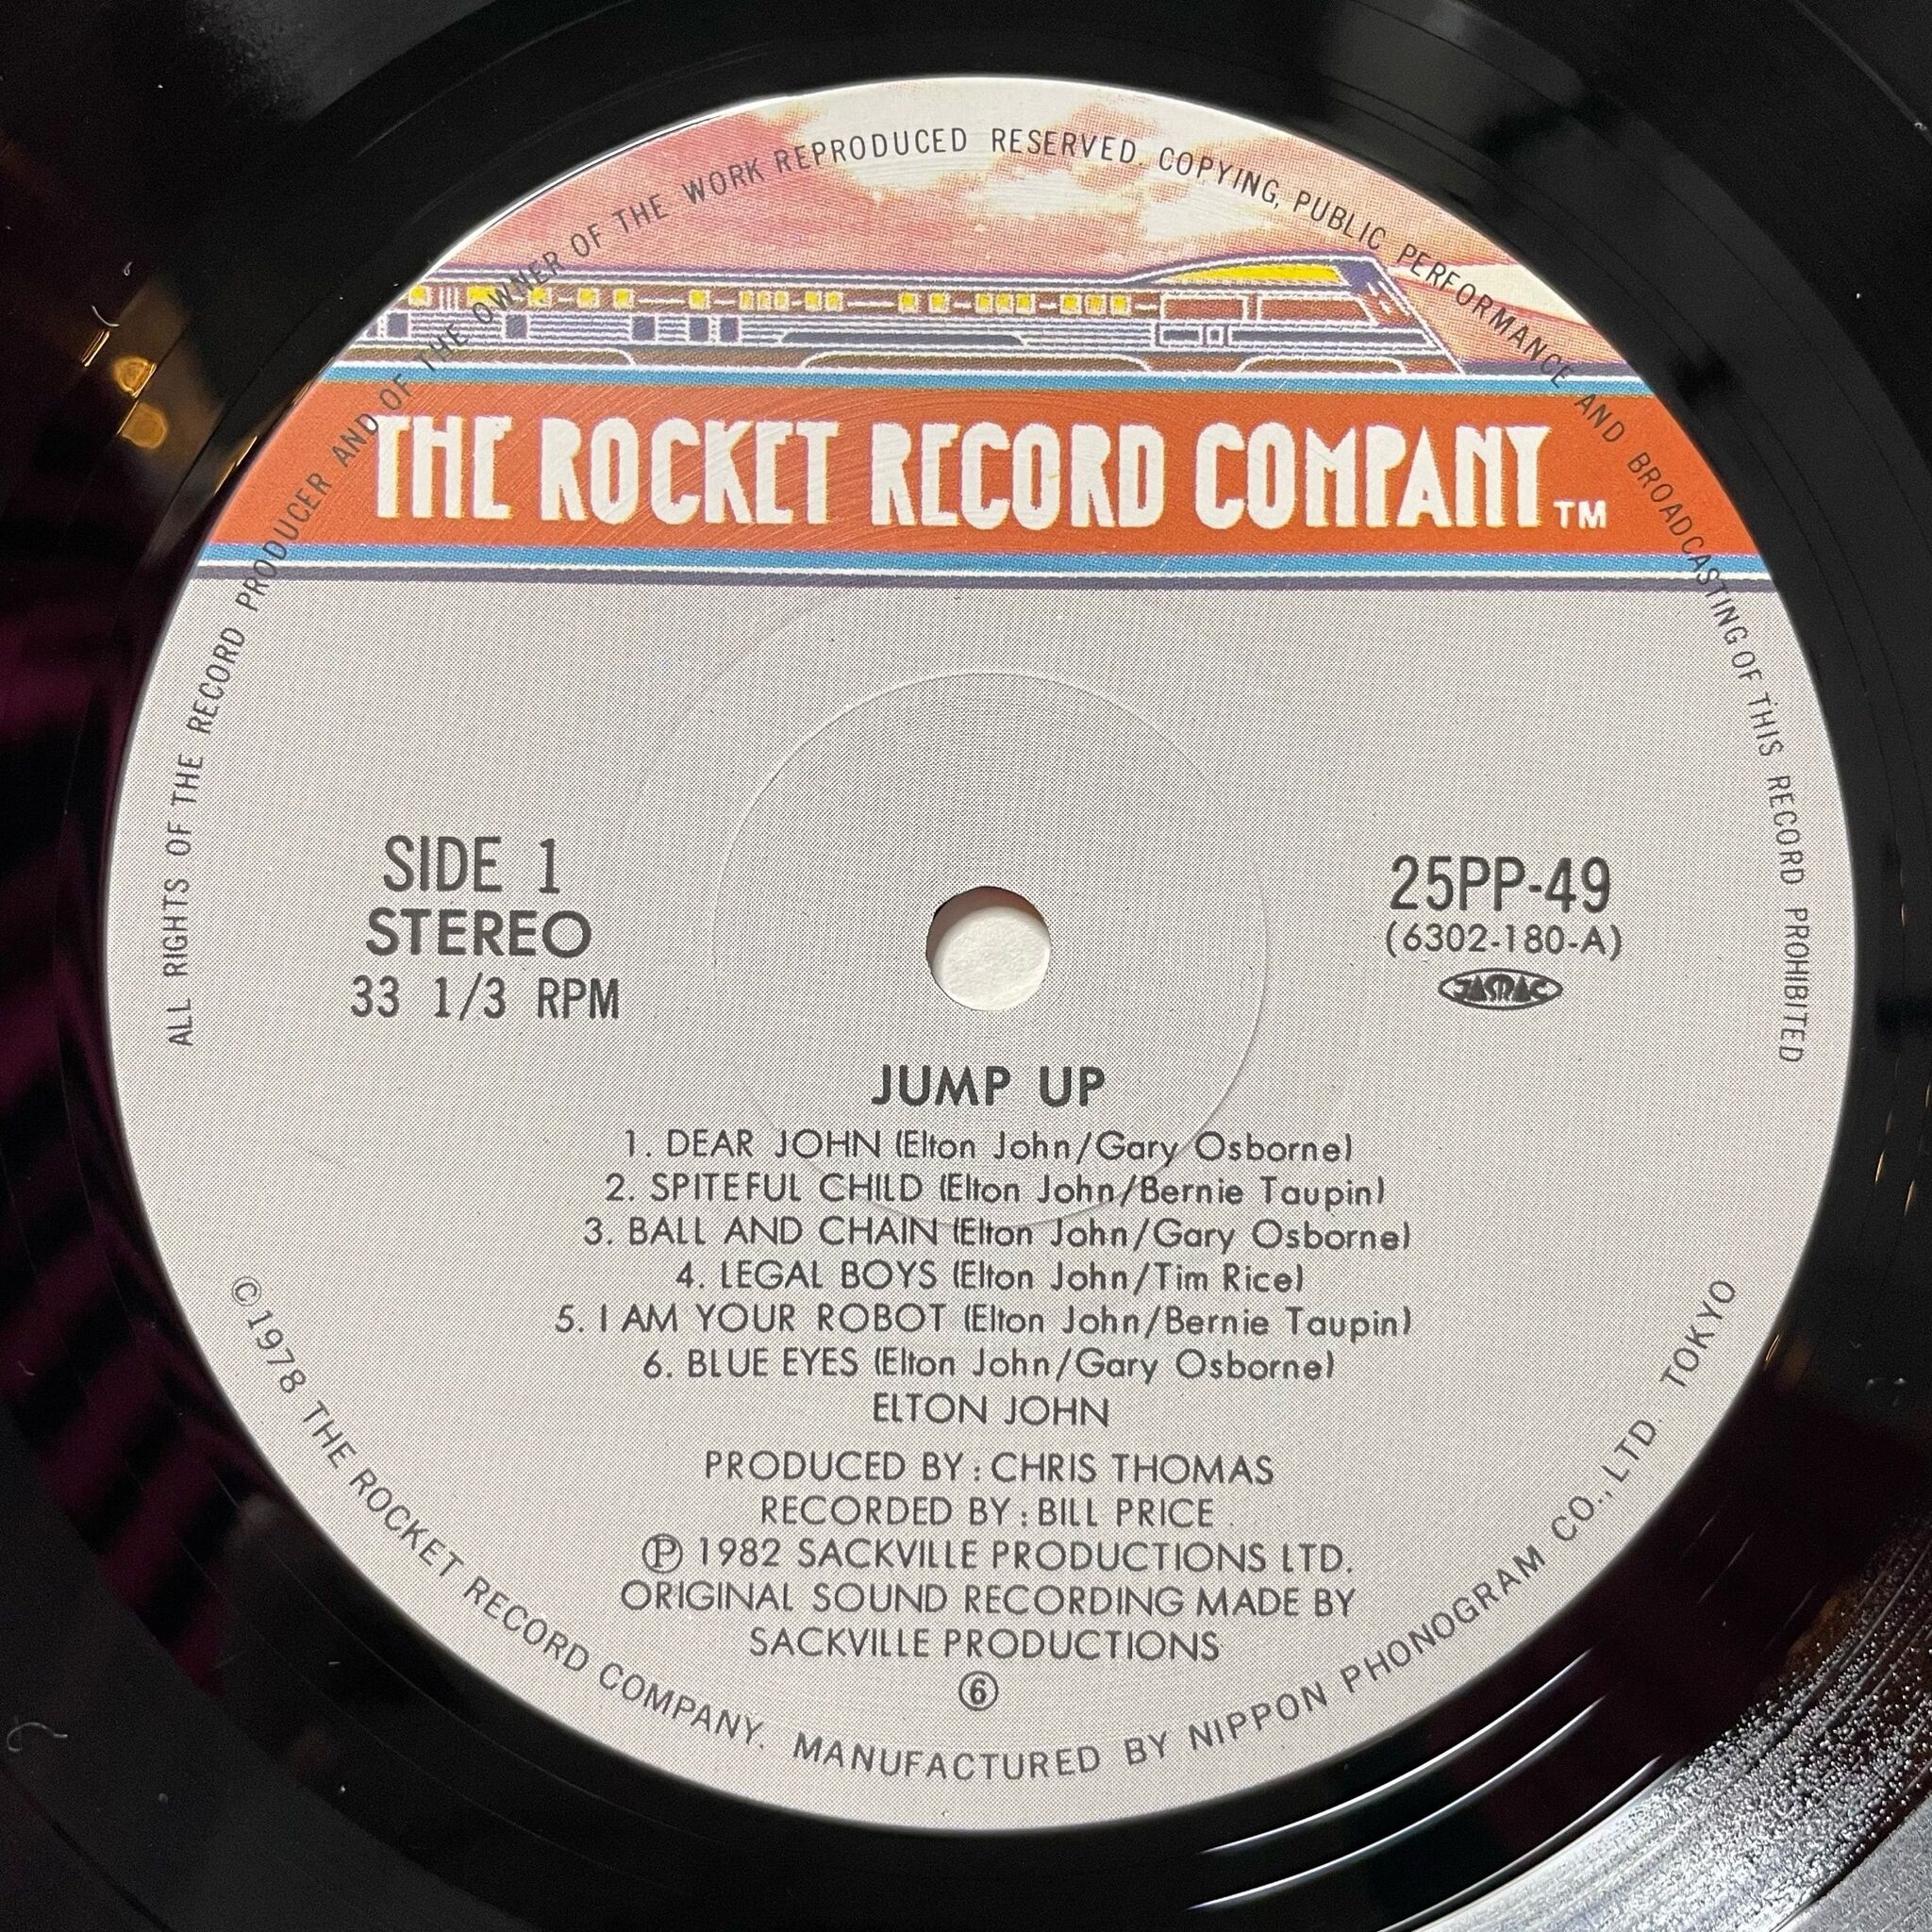 ALL RIGHTS OF THE RECORD PRODUCER AND OF THE OWNER OF THE WORK REPRODUCED RESERVED. COPYING, PUBLIC PERFORMANCE AND BROADCASTING OF THIS RECORD PROHIBITED
THE ROCKET RECORD COMPANY TM
SIDE 1
STEREO
33 1/3 RPM
25PP-49
(6302-180-A)
JASRAC
JUMP UP
1. DEAR JOHN (Elton John/Gary Osborne)
2. SPITEFUL CHILD (Elton John/Bernie Taupin)
3. BALL AND CHAIN (Elton John/Gary Osborne)
4. LEGAL BOYS (Elton John/Tim Rice)
5. I AM YOUR ROBOT (Elton John/Bernie Taupin)
6. BLUE EYES (Elton John/Gary Osborne)
ELTON JOHN
PRODUCED BY : CHRIS THOMAS
RECORDED BY : BILL PRICE
Ⓟ 1982 SACKVILLE PRODUCTIONS LTD.
ORIGINAL SOUND RECORDING MADE BY
SACKVILLE PRODUCTIONS
⑥
©1978 THE ROCKET RECORD COMPANY. MANUFACTURED BY NIPPON PHONOGRAM CO., LTD. TOKYO